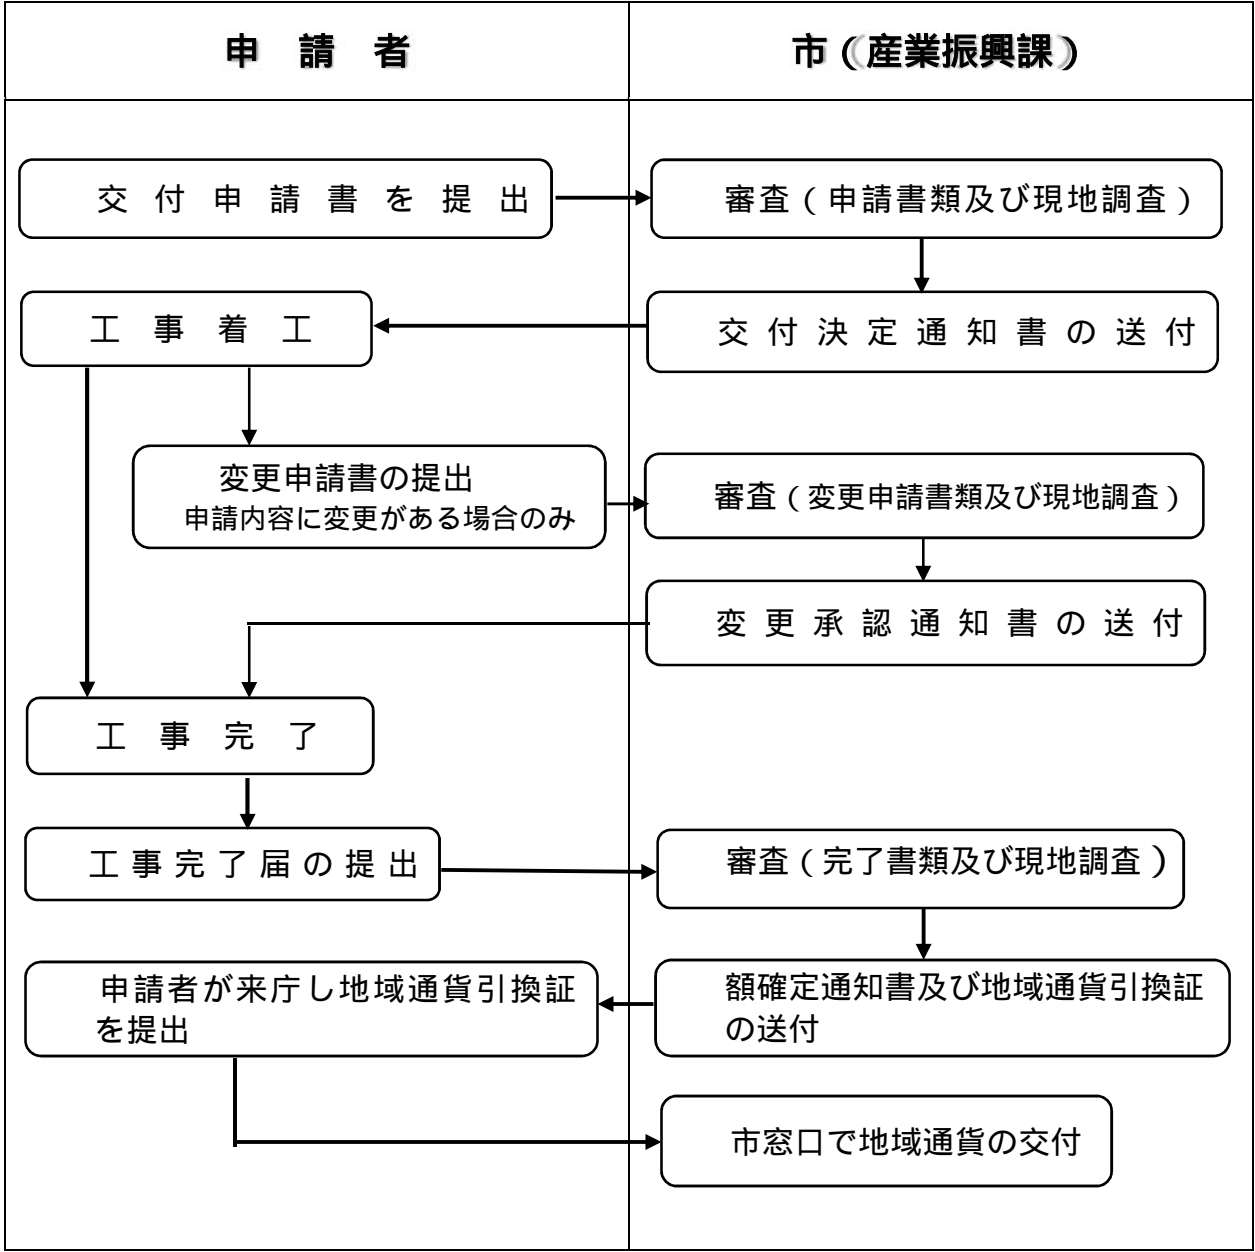 申請者
市（産業振興課）
交付申請書を提出
審査（申請書類及び現地調査）
工事着工
交付決定通知書の送付
変更申請書の提出
申請内容に変更がある場合のみ
審査（変更申請書類及び現地調査）
変更承認通知書の送付
工事完了
工事完了届の提出
審査（完了書類及び現地調査）
申請者が来庁し地域通貨引換証
を提出
額確定通知書及び地域通貨引換証
の送付
市窓口で地域通貨の交付